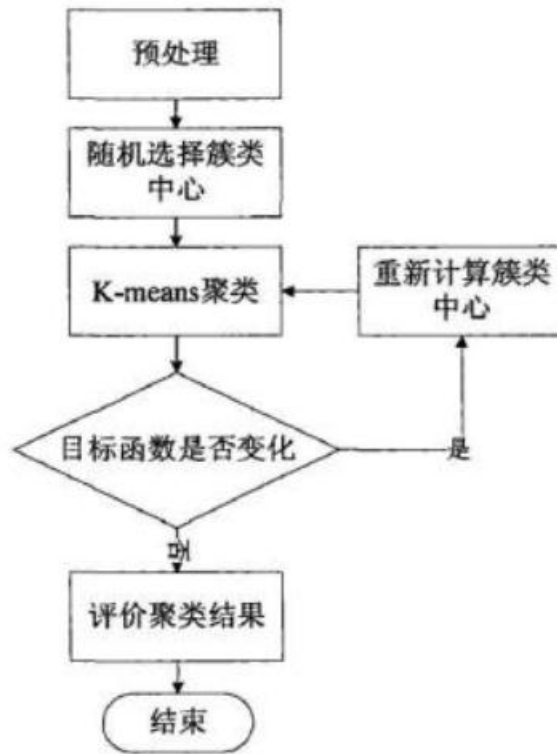 预处理
随机选择簇类
中心
K-means聚类
重新计算簇类
中心
目标函数是否变化
是
否
评价聚类结果
结束